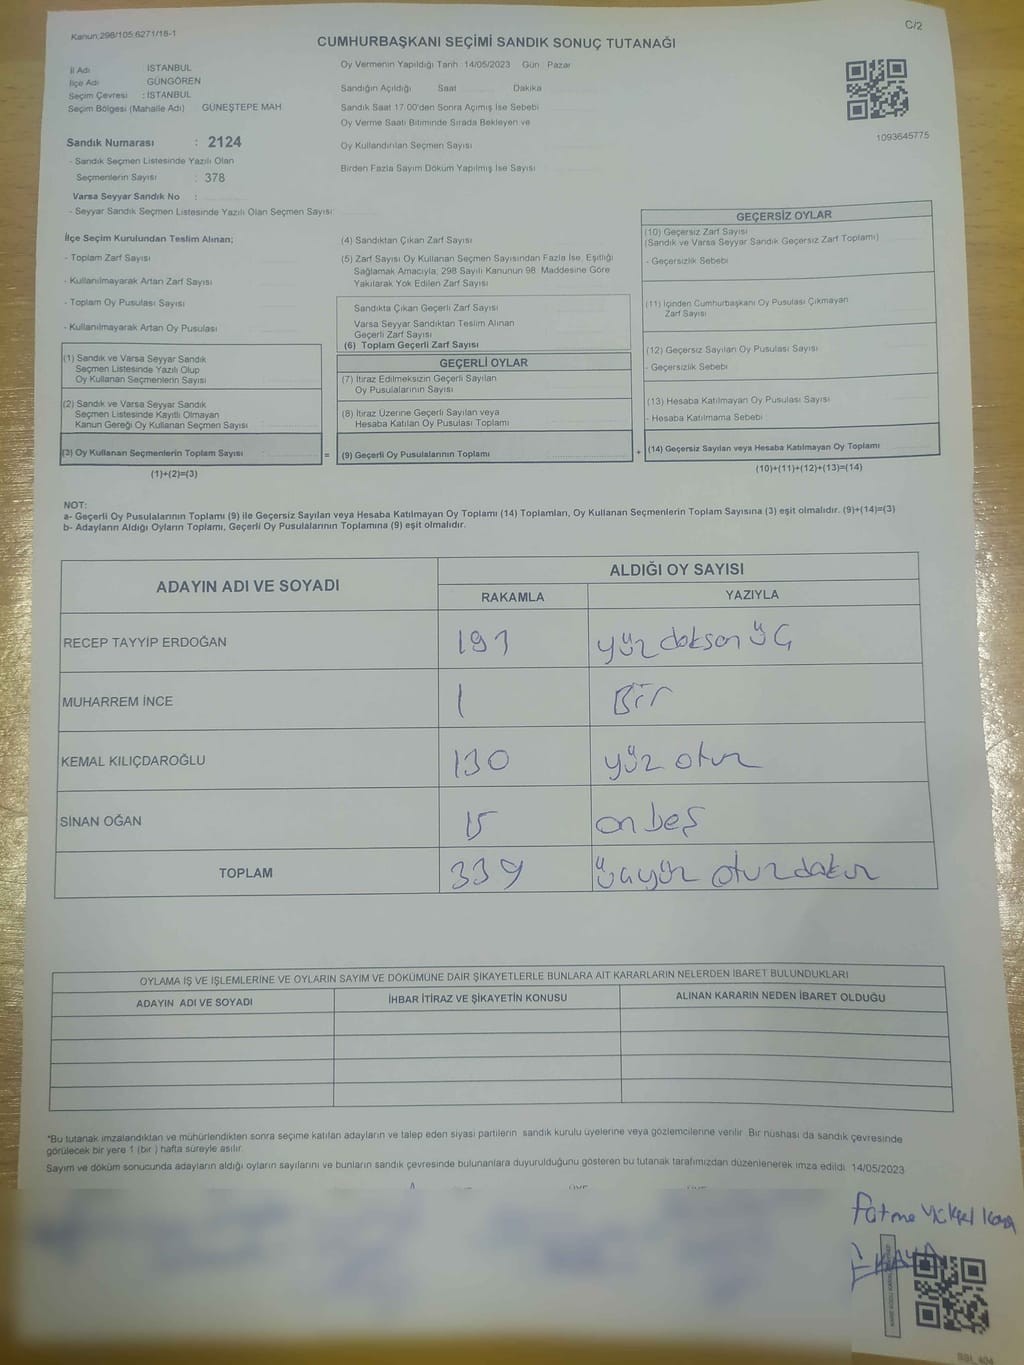 Kanun:298/105,6271/18-1
C/2
CUMHURBAŞKANI SEÇİMİ SANDIK SONUÇ TUTANAĞI
İl Adı İSTANBUL
İlçe Adı GÜNGÖREN
Seçim Çevresi : İSTANBUL
Seçim Bölgesi (Mahalle Adı) GÜNEŞTEPE MAH
Sandık Numarası : 2124
- Sandık Seçmen Listesinde Yazılı Olan
Seçmenlerin Sayısı : 378
Varsa Seyyar Sandık No :
- Seyyar Sandık Seçmen Listesinde Yazılı Olan Seçmen Sayısı
Oy Vermenin Yapıldığı Tarih 14/05/2023 Gün : Pazar
Sandığın Açıldığı Saat Dakika
Sandık Saat 17:00'den Sonra Açımış İse Sebebi
Oy Verme Saati Bitiminde Sırada Bekleyen ve
Oy Kullandırılan Seçmen Sayısı
Birden Fazla Sayım Döküm Yapılmış İse Sayısı
1093645775
İlçe Seçim Kurulundan Teslim Alınan;
- Toplam Zarf Sayısı
- Kullanılmayarak Artan Zarf Sayısı
- Toplam Oy Pusulası Sayısı
- Kullanılmayarak Artan Oy Pusulası
(1) Sandık ve Varsa Seyyar Sandık
Seçmen Listesinde Yazılı Olup
Oy Kullanan Seçmenlerin Sayısı
(2) Sandık ve Varsa Seyyar Sandık
Seçmen Listesinde Kayıtlı Olmayan
Kanun Gereği Oy Kullanan Seçmen Sayısı
(3) Oy Kullanan Seçmenlerin Toplam Sayısı
(1)+(2)=(3)
(4) Sandıktan Çıkan Zarf Sayısı
(5) Zarf Sayısı Oy Kullanan Seçmen Sayısından Fazla İse, Eşitliği
Sağlamak Amacıyla, 298 Sayılı Kanunun 98. Maddesine Göre
Yakılarak Yok Edilen Zarf Sayısı
Sandıkta Çıkan Geçerli Zarf Sayısı
Varsa Seyyar Sandıktan Teslim Alınan
Geçerli Zarf Sayısı
(6) Toplam Geçerli Zarf Sayısı
GEÇERLİ OYLAR
(7) İtiraz Edilmeksizin Geçerli Sayılan
Oy Pusulalarının Sayısı
(8) İtiraz Üzerine Geçerli Sayılan veya
Hesaba Katılan Oy Pusulası Toplamı
= (9) Geçerli Oy Pusulalarının Toplamı
GEÇERSİZ OYLAR
(10) Geçersiz Zarf Sayısı
(Sandık ve Varsa Seyyar Sandık Geçersiz Zarf Toplamı)
- Geçersizlik Sebebi
(11) İçinden Cumhurbaşkanı Oy Pusulası Çıkmayan
Zarf Sayısı
(12) Geçersiz Sayılan Oy Pusulası Sayısı
- Geçersizlik Sebebi
(13) Hesaba Katılmayan Oy Pusulası Sayısı
- Hesaba Katılmama Sebebi
+ (14) Geçersiz Sayılan veya Hesaba Katılmayan Oy Toplamı
(10)+(11)+(12)+(13)=(14)
NOT:
a- Geçerli Oy Pusulalarının Toplamı (9) ile Geçersiz Sayılan veya Hesaba Katılmayan Oy Toplamı (14) Toplamları, Oy Kullanan Seçmenlerin Toplam Sayısına (3) eşit olmalıdır. (9)+(14)=(3)
b- Adayların Aldığı Oyların Toplamı, Geçerli Oy Pusulalarının Toplamına (9) eşit olmalıdır.
ADAYIN ADI VE SOYADI ALDIĞI OY SAYISI
RAKAMLA YAZIYLA
RECEP TAYYİP ERDOĞAN 193 yüz doksan üç
MUHARREM İNCE 1 Bir
KEMAL KILIÇDAROĞLU 130 yüz otuz
SİNAN OĞAN 15 on beş
TOPLAM 339 üçyüz otuz dokuz
OYLAMA İŞ VE İŞLEMLERİNE VE OYLARIN SAYIM VE DÖKÜMÜNE DAİR ŞİKAYETLERLE BUNLARA AİT KARARLARIN NELERDEN İBARET BULUNDUKLARI
ADAYIN ADI VE SOYADI İHBAR İTİRAZ VE ŞİKAYETİN KONUSU ALINAN KARARIN NEDEN İBARET OLDUĞU
*Bu tutanak imzalandıktan ve mühürlendikten sonra seçime katılan adayların ve talep eden siyasi partilerin sandık kurulu üyelerine veya gözlemcilerine verilir. Bir nüshası da sandık çevresinde
görülecek bir yere 1 (bir ) hafta süreyle asılır.
Sayım ve döküm sonucunda adayların aldığı oyların sayılarını ve bunların sandık çevresinde bulunanlara duyurulduğunu gösteren bu tutanak tarafımızdan düzenlenerek imza edildi. 14/05/2023
Fatma Yüksel Kaya